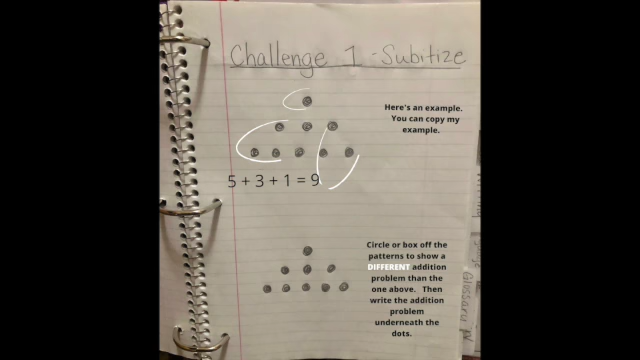 Challenge 1 - Subitize
Here's an example.
You can copy my
example.
5 + 3 + 1 = 9
Circle or box off the
patterns to show a
DIFFERENT addition
problem than the
one above. Then
write the addition
problem
underneath the
dots.
Glossary